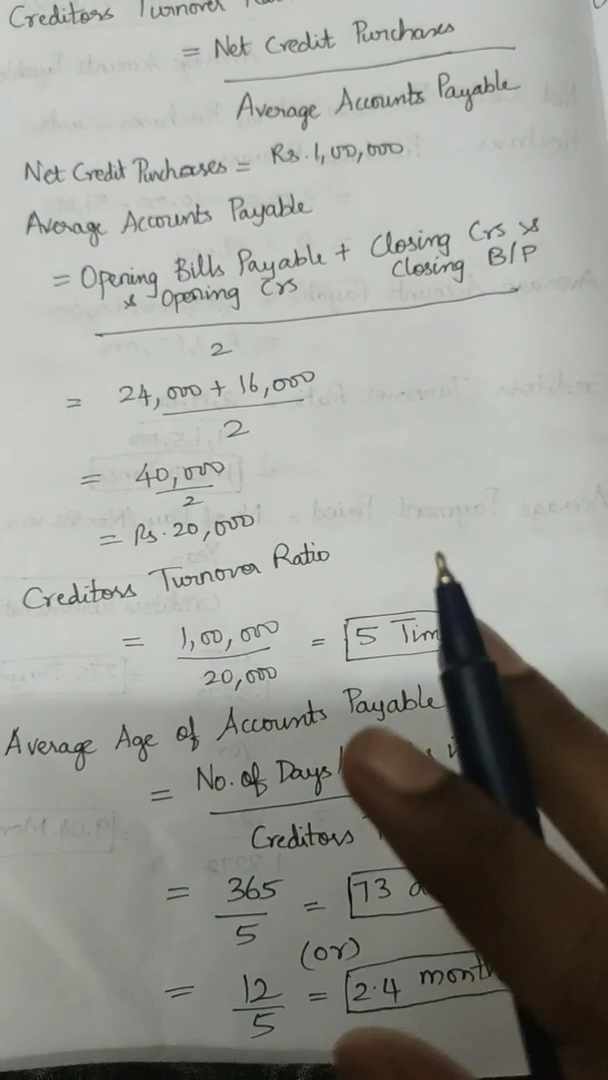 Creditors Turnover
= Net Credit Purchases
Average Accounts Payable
Net Credit Purchases = Rs. 1,00,000
Average Accounts Payable
= Opening Bills Payable + Closing Crs &
& Opening Crs Closing B/P
2
= 24,000 + 16,000
2
= 40,000
2
= Rs. 20,000
Creditors Turnover Ratio
= 1,00,000 = 5 Tim
20,000
Average Age of Accounts Payable
= No. of Days
Creditors
= 365 = 73
5
(or)
= 12 = 2.4 month
5